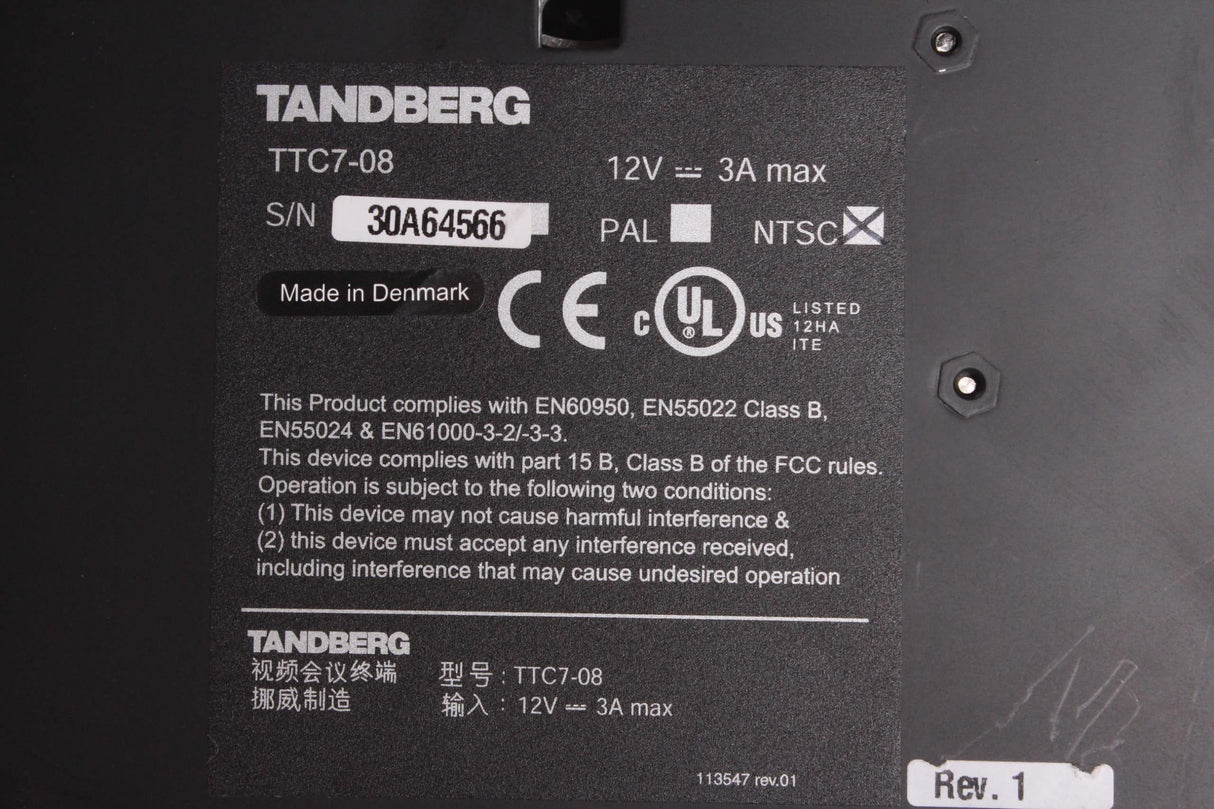 TANDBERG
TTC7-08
12V ⎓ 3A max
S/N 30A64566 PAL NTSC
Made in Denmark
CE
C UL ® US LISTED
12HA
ITE
This Product complies with EN60950, EN55022 Class B,
EN55024 & EN61000-3-2/-3-3.
This device complies with part 15 B, Class B of the FCC rules.
Operation is subject to the following two conditions:
(1) This device may not cause harmful interference &
(2) this device must accept any interference received,
including interference that may cause undesired operation
TANDBERG
视频会议终端 型号：TTC7-08
挪威制造 输入：12V ⎓ 3A max
113547 rev.01
Rev. 1